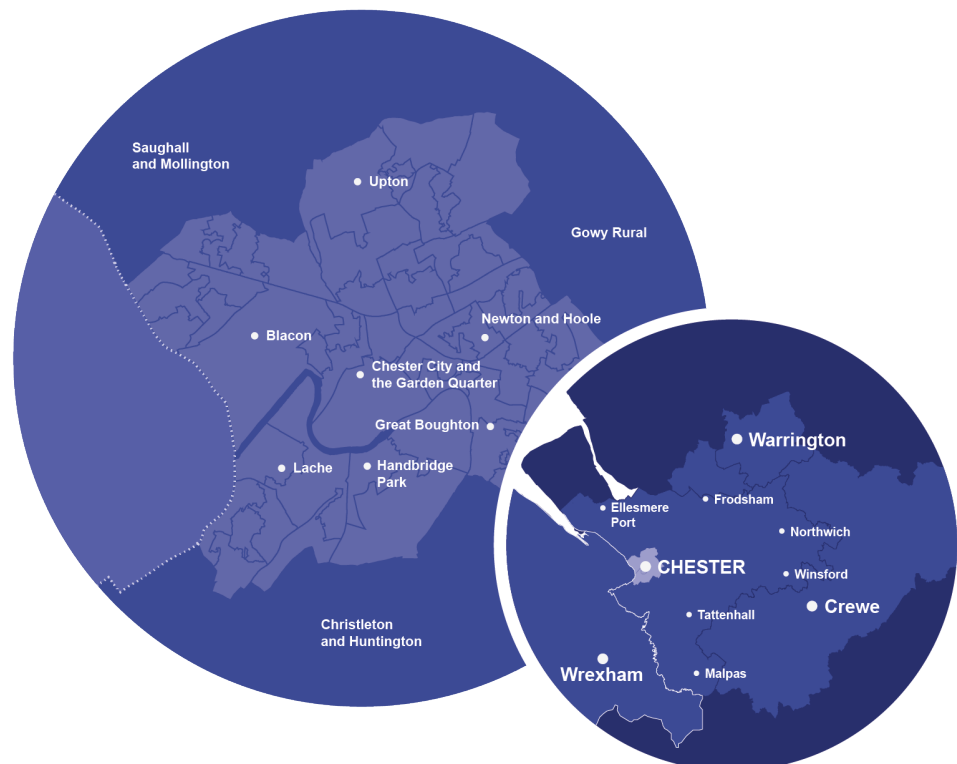 Saughall
and Mollington
Upton
Gowy Rural
Newton and Hoole
Blacon
Chester City and
the Garden Quarter
Great Boughton
Lache
Handbridge
Park
Christleton
and Huntington
Warrington
Frodsham
Ellesmere
Port
Northwich
CHESTER
Winsford
Crewe
Tattenhall
Wrexham
Malpas